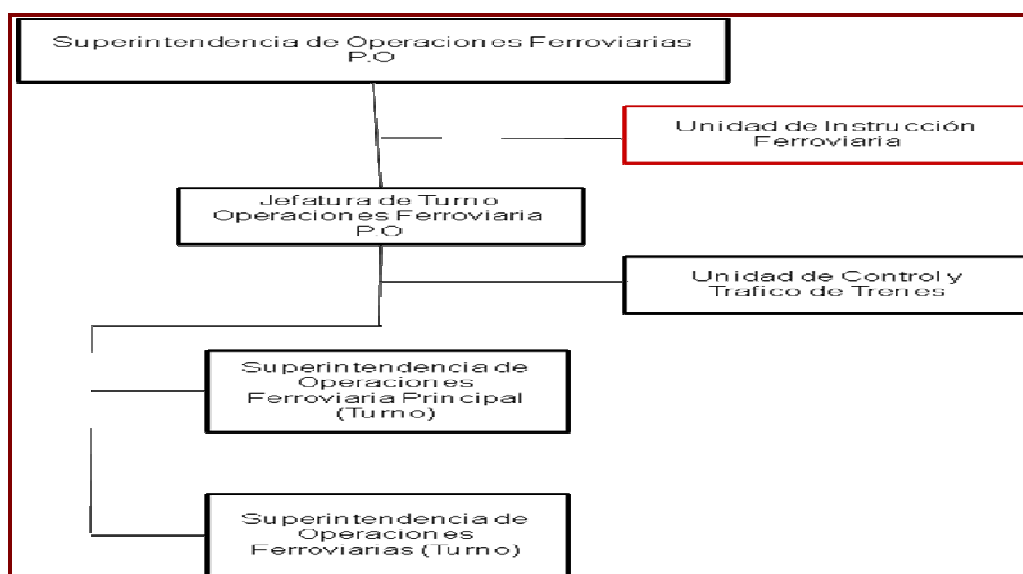 Superintendencia de Operaciones Ferroviarias
P.O
Unidad de Instrucción
Ferroviaria
Jefatura de Turno
Operaciones Ferroviaria
P.O
Unidad de Control y
Trafico de Trenes
Superintendencia de
Operaciones
Ferroviaria Principal
(Turno)
Superintendencia de
Operaciones
Ferroviarias (Turno)